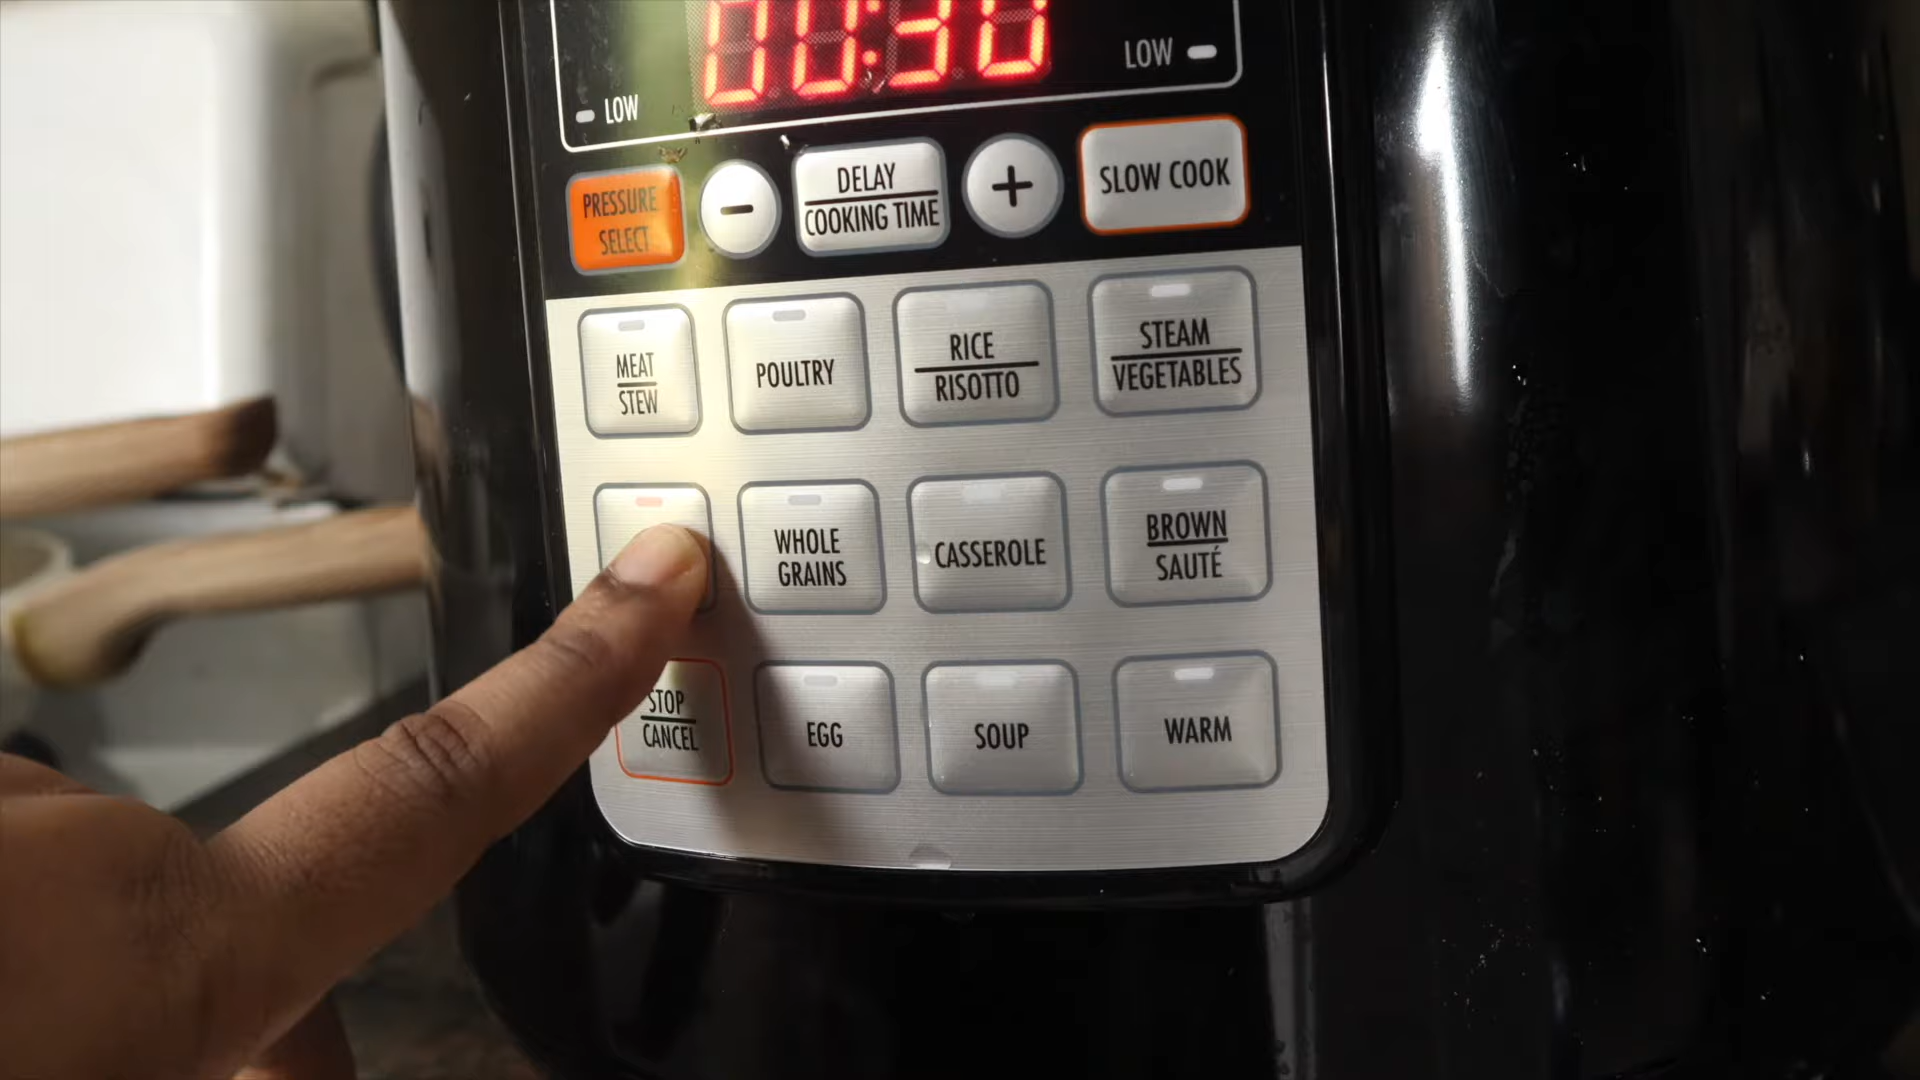 00:30
LOW
LOW
PRESSURE
SELECT
-
DELAY
COOKING TIME
+
SLOW COOK
MEAT
STEW
POULTRY
RICE
RISOTTO
STEAM
VEGETABLES
WHOLE
GRAINS
CASSEROLE
BROWN
SAUTÉ
STOP
CANCEL
EGG
SOUP
WARM